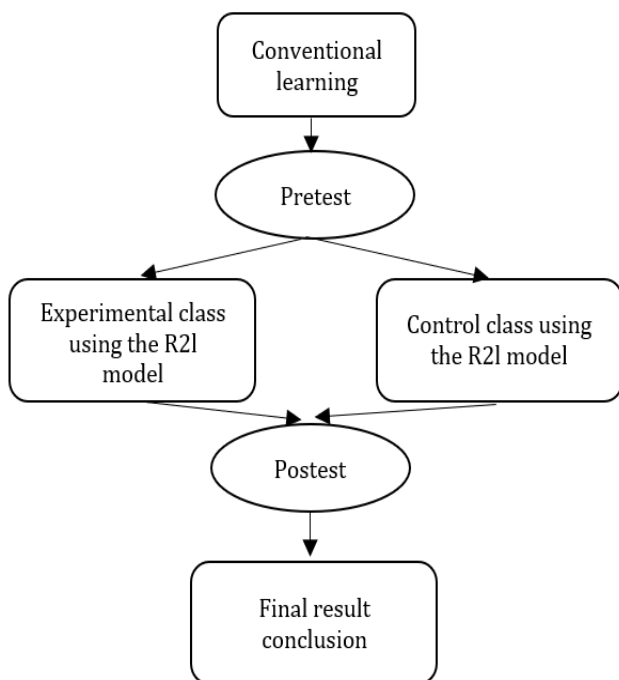 Conventional
learning
Pretest
Experimental class
using the R2l
model
Control class using
the R2l model
Postest
Final result
conclusion